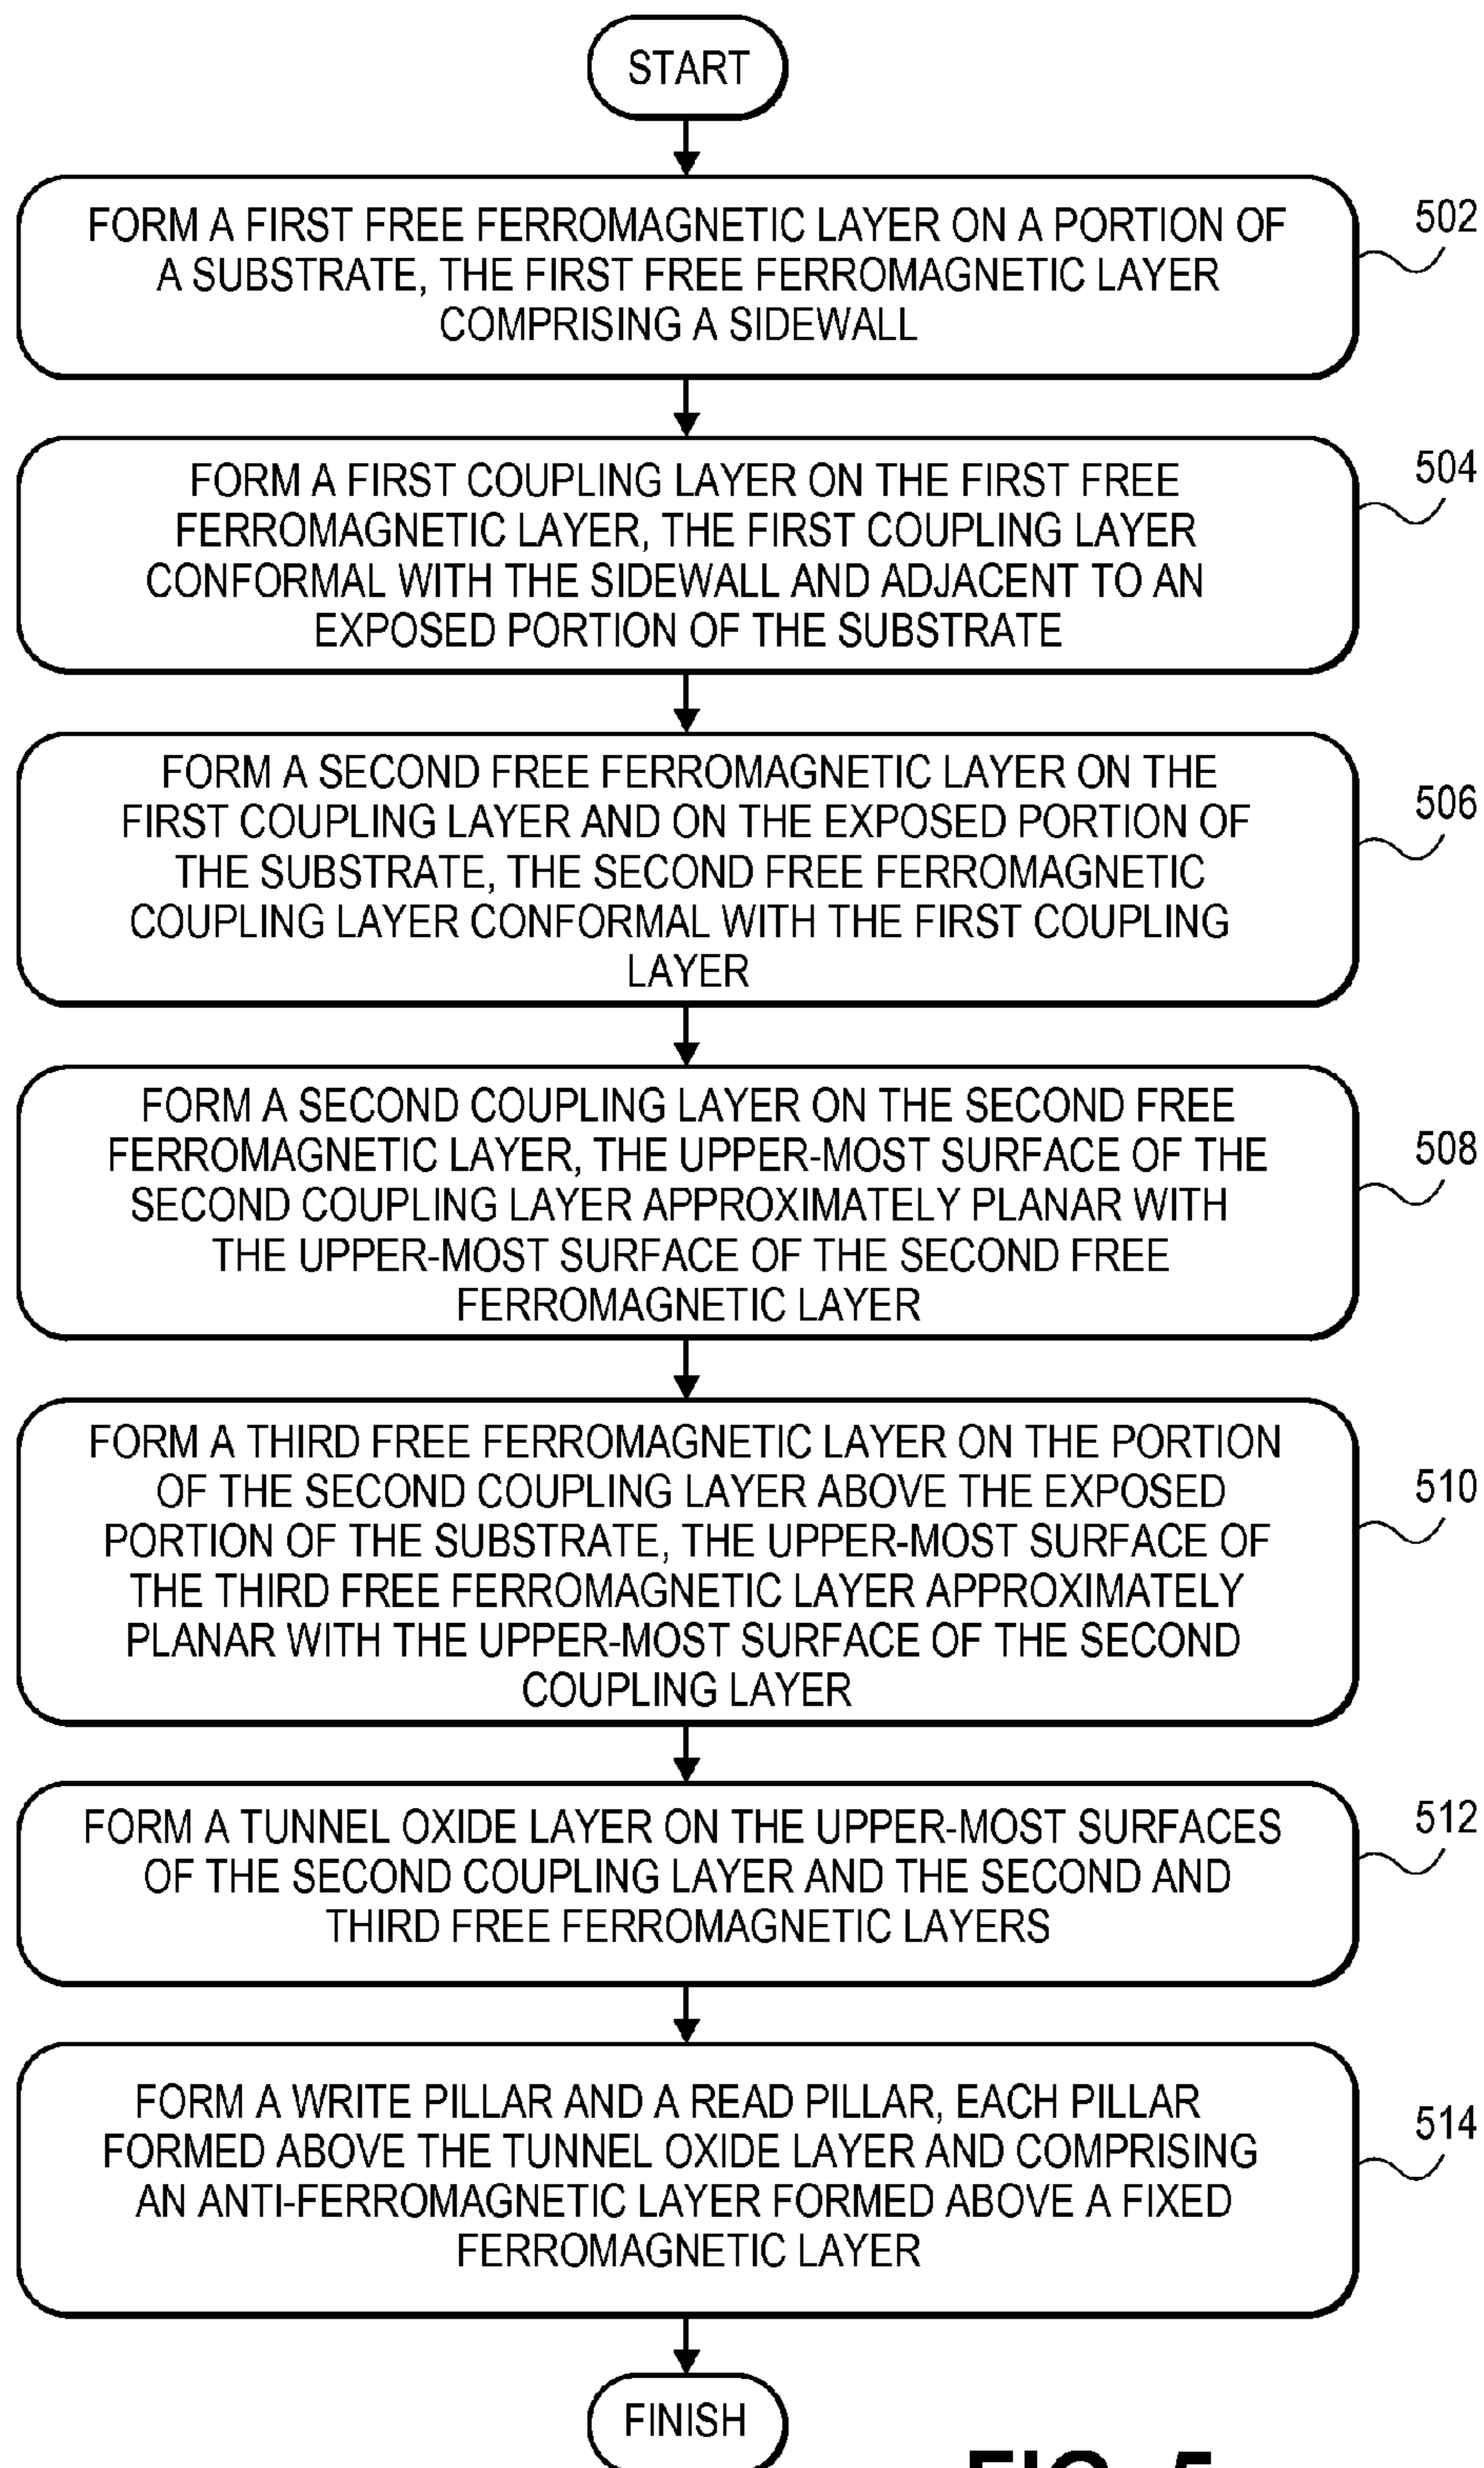 START
FORM A FIRST FREE FERROMAGNETIC LAYER ON A PORTION OF
A SUBSTRATE, THE FIRST FREE FERROMAGNETIC LAYER
COMPRISING A SIDEWALL
502
FORM A FIRST COUPLING LAYER ON THE FIRST FREE
FERROMAGNETIC LAYER, THE FIRST COUPLING LAYER
CONFORMAL WITH THE SIDEWALL AND ADJACENT TO AN
EXPOSED PORTION OF THE SUBSTRATE
504
FORM A SECOND FREE FERROMAGNETIC LAYER ON THE
FIRST COUPLING LAYER AND ON THE EXPOSED PORTION OF
THE SUBSTRATE, THE SECOND FREE FERROMAGNETIC
COUPLING LAYER CONFORMAL WITH THE FIRST COUPLING
LAYER
506
FORM A SECOND COUPLING LAYER ON THE SECOND FREE
FERROMAGNETIC LAYER, THE UPPER-MOST SURFACE OF THE
SECOND COUPLING LAYER APPROXIMATELY PLANAR WITH
THE UPPER-MOST SURFACE OF THE SECOND FREE
FERROMAGNETIC LAYER
508
FORM A THIRD FREE FERROMAGNETIC LAYER ON THE PORTION
OF THE SECOND COUPLING LAYER ABOVE THE EXPOSED
PORTION OF THE SUBSTRATE, THE UPPER-MOST SURFACE OF
THE THIRD FREE FERROMAGNETIC LAYER APPROXIMATELY
PLANAR WITH THE UPPER-MOST SURFACE OF THE SECOND
COUPLING LAYER
510
FORM A TUNNEL OXIDE LAYER ON THE UPPER-MOST SURFACES
OF THE SECOND COUPLING LAYER AND THE SECOND AND
THIRD FREE FERROMAGNETIC LAYERS
512
FORM A WRITE PILLAR AND A READ PILLAR, EACH PILLAR
FORMED ABOVE THE TUNNEL OXIDE LAYER AND COMPRISING
AN ANTI-FERROMAGNETIC LAYER FORMED ABOVE A FIXED
FERROMAGNETIC LAYER
514
FINISH